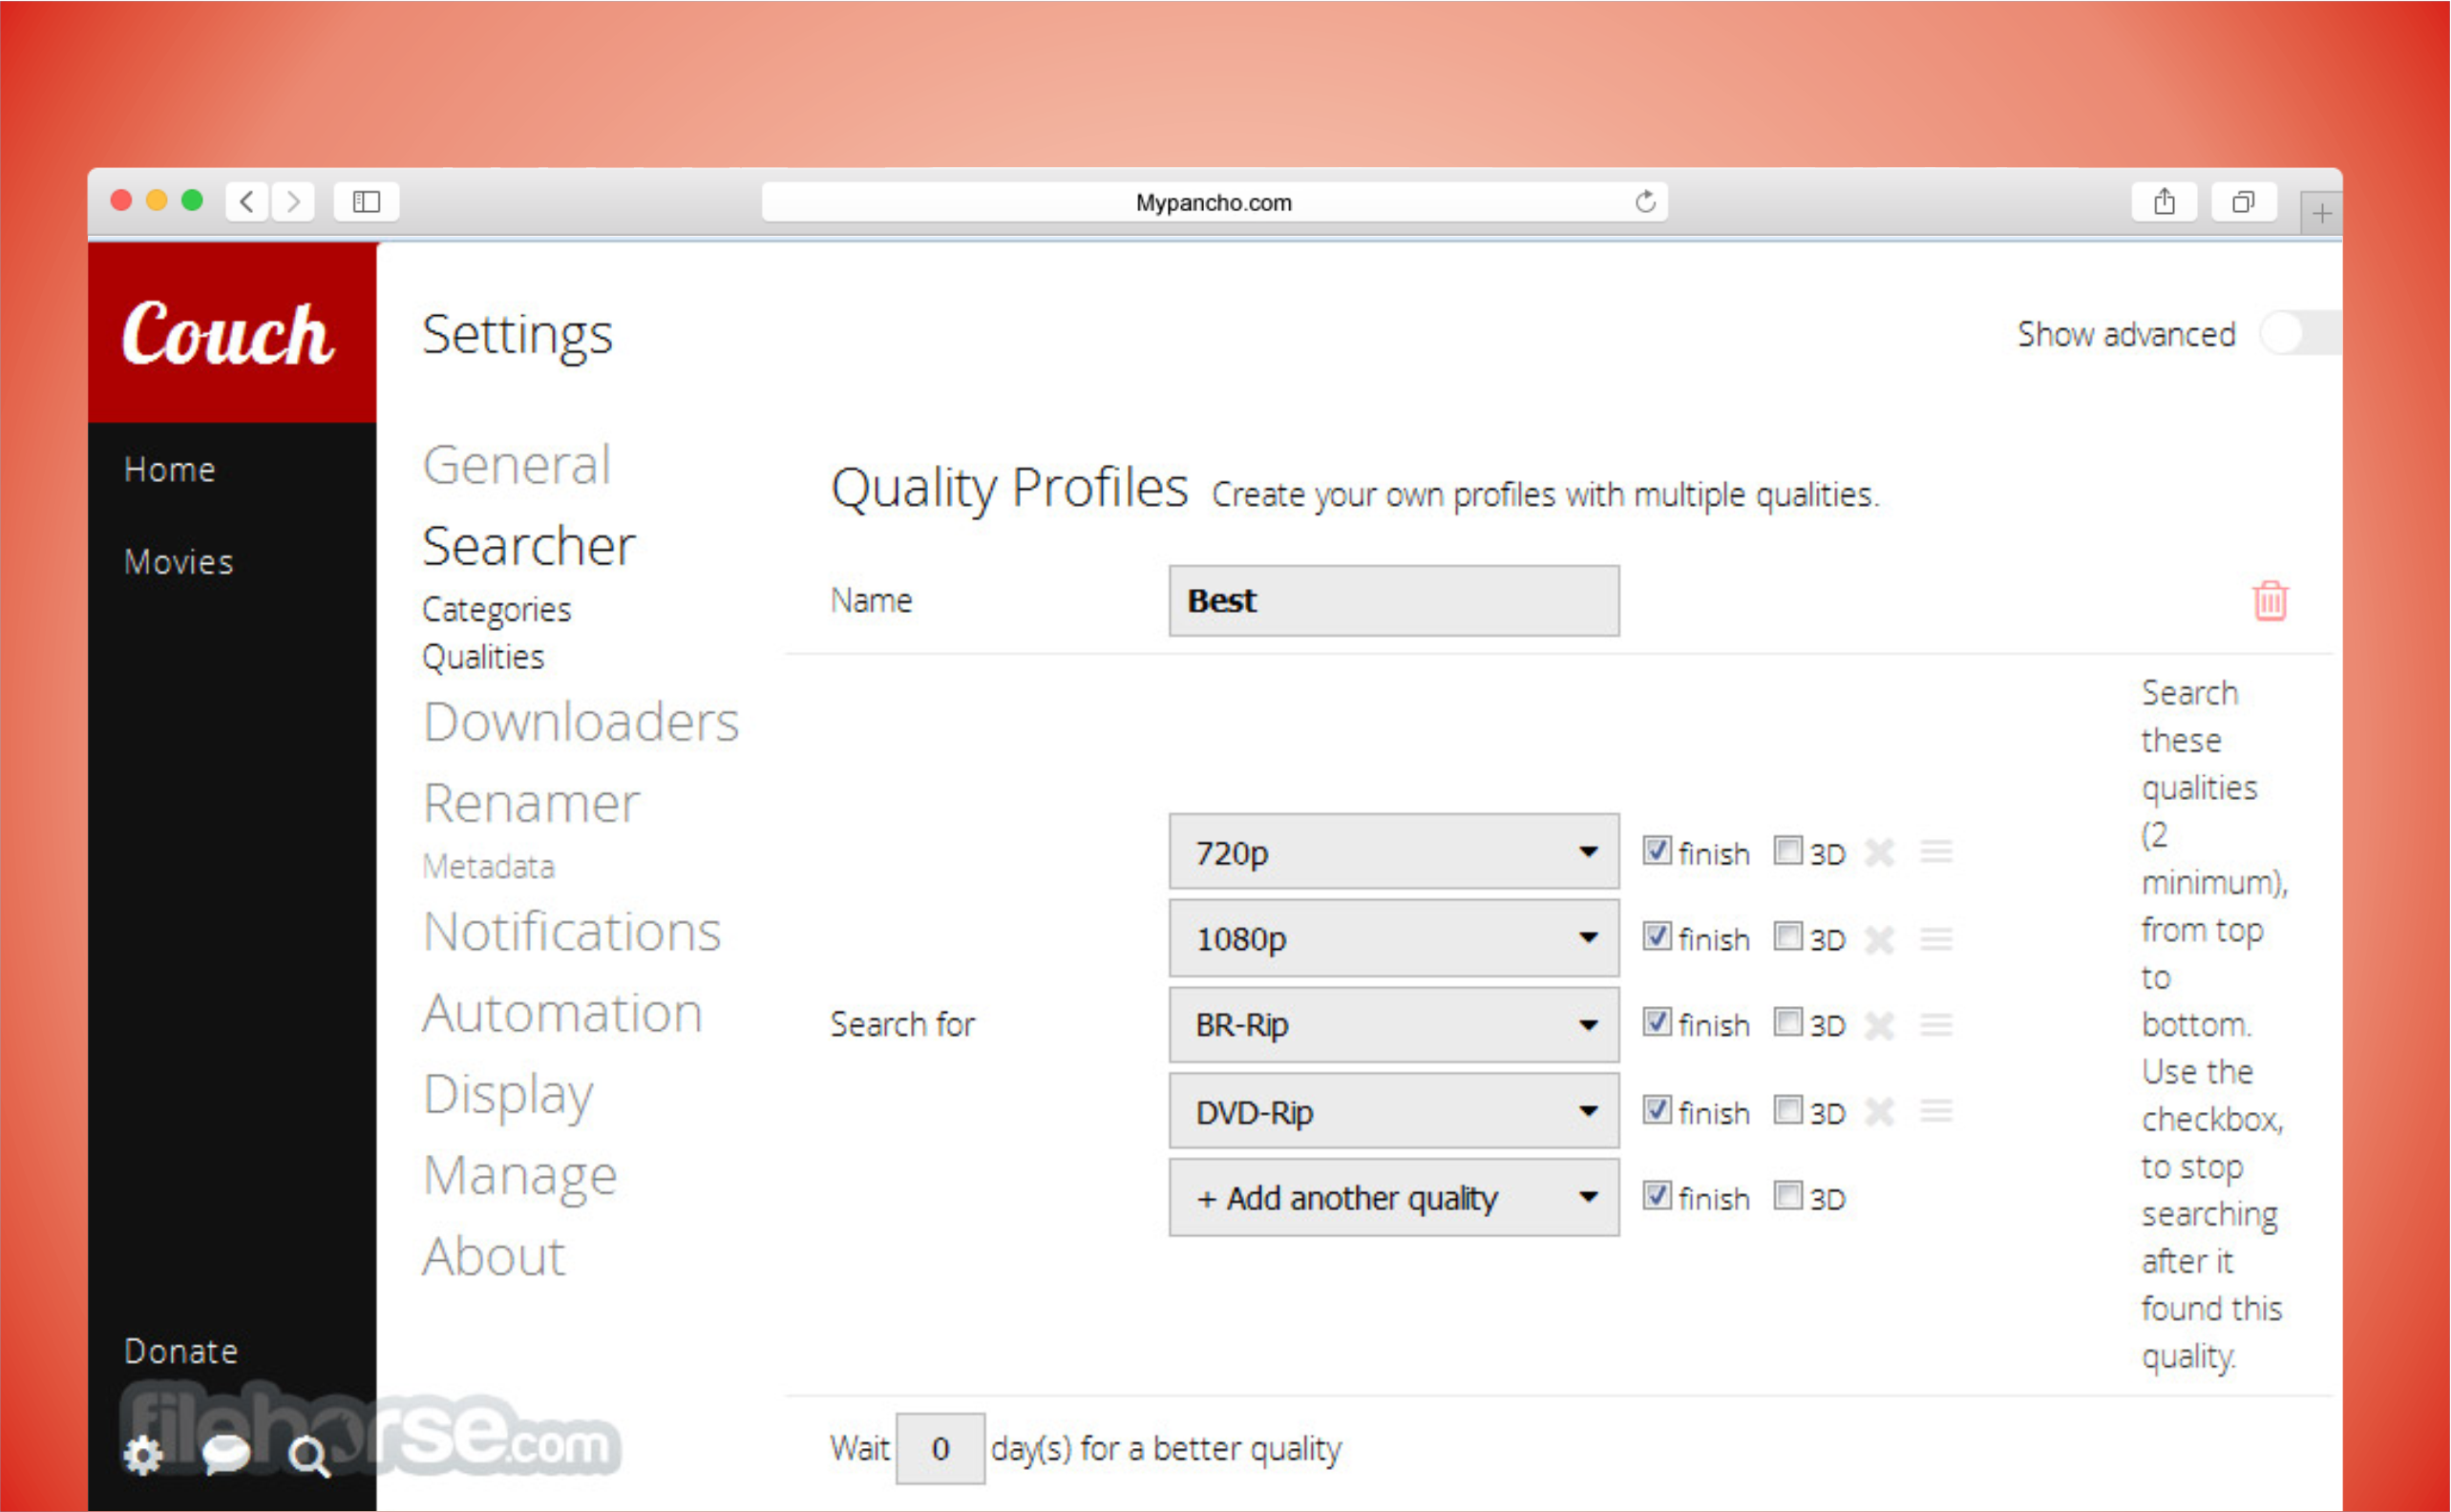 Mypancho.com
Couch
Home
Movies
Donate
Settings
Show advanced
General
Searcher
Categories
Qualities
Downloaders
Renamer
Metadata
Notifications
Automation
Display
Manage
About
Quality Profiles Create your own profiles with multiple qualities.
Name Best
Search for
720p finish 3D
1080p finish 3D
BR-Rip finish 3D
DVD-Rip finish 3D
+ Add another quality finish 3D
Search
these
qualities
(2
minimum),
from top
to
bottom.
Use the
checkbox,
to stop
searching
after it
found this
quality.
Wait 0 day(s) for a better quality
filehorse.com